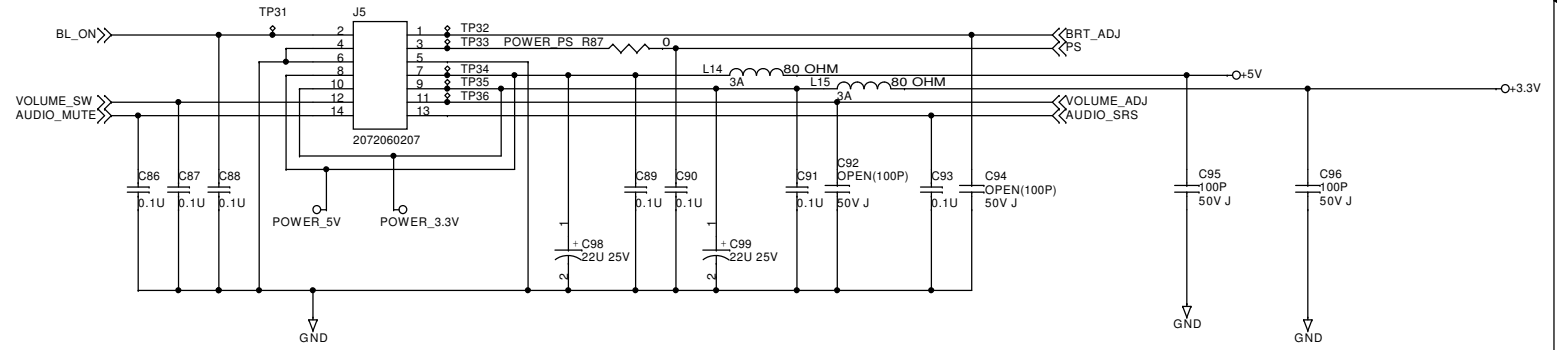 TP31
J5
BL_ON
2
1
TP32
BRT_ADJ
4
3
TP33
POWER_PS
R87
0
PS
6
5
8
7
TP34
L14
80 OHM
3A
+5V
10
9
TP35
L15
80 OHM
3A
+3.3V
VOLUME_SW
12
11
TP36
VOLUME_ADJ
AUDIO_MUTE
14
13
AUDIO_SRS
2072060207
C86
0.1U
C87
0.1U
C88
0.1U
POWER_5V
POWER_3.3V
C89
0.1U
C90
0.1U
C91
0.1U
C92
OPEN(100P)
50V J
C93
0.1U
C94
OPEN(100P)
50V J
C95
100P
50V J
C96
100P
50V J
1
+
C98
22U 25V
2
1
+
C99
22U 25V
2
GND
GND
GND